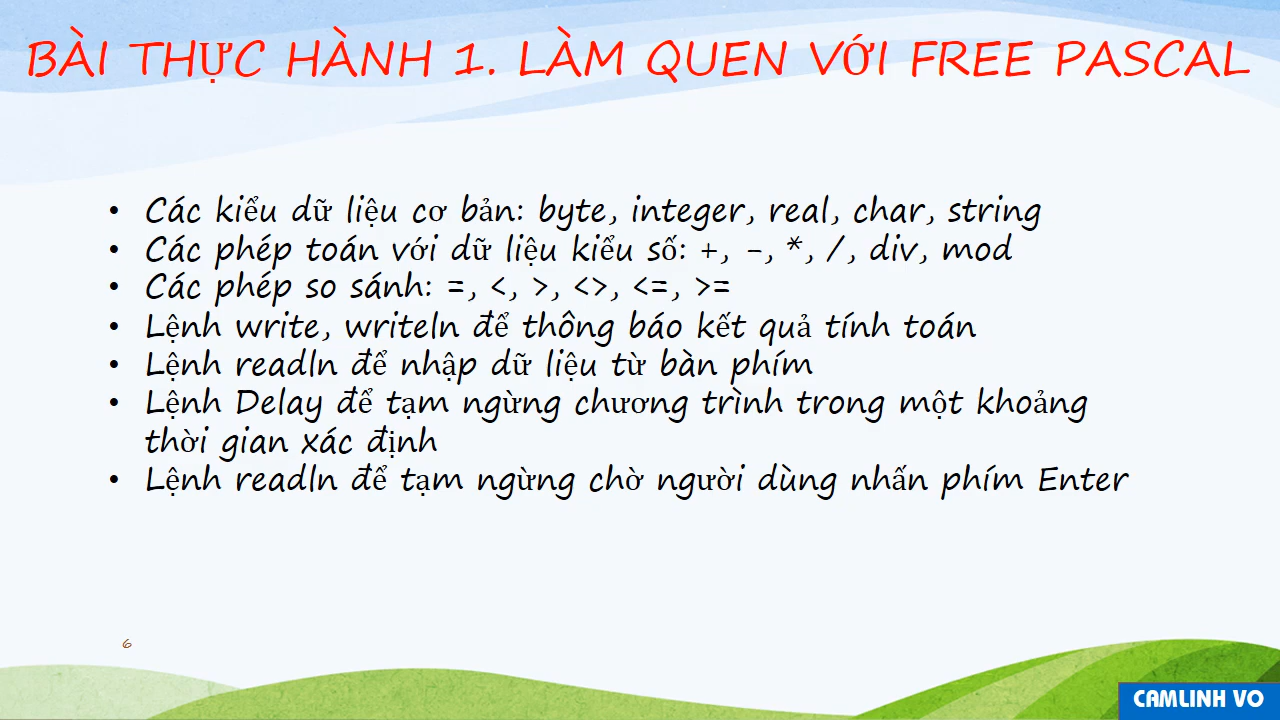 BÀI THỰC HÀNH 1. LÀM QUEN VỚI FREE PASCAL
• Các kiểu dữ liệu cơ bản: byte, integer, real, char, string
• Các phép toán với dữ liệu kiểu số: +, -, *, /, div, mod
• Các phép so sánh: =, <, >, <>, <=, >=
• Lệnh write, writeln để thông báo kết quả tính toán
• Lệnh readln để nhập dữ liệu từ bàn phím
• Lệnh Delay để tạm ngừng chương trình trong một khoảng
thời gian xác định
• Lệnh readln để tạm ngừng chờ người dùng nhấn phím Enter
6
CAMLINH VO